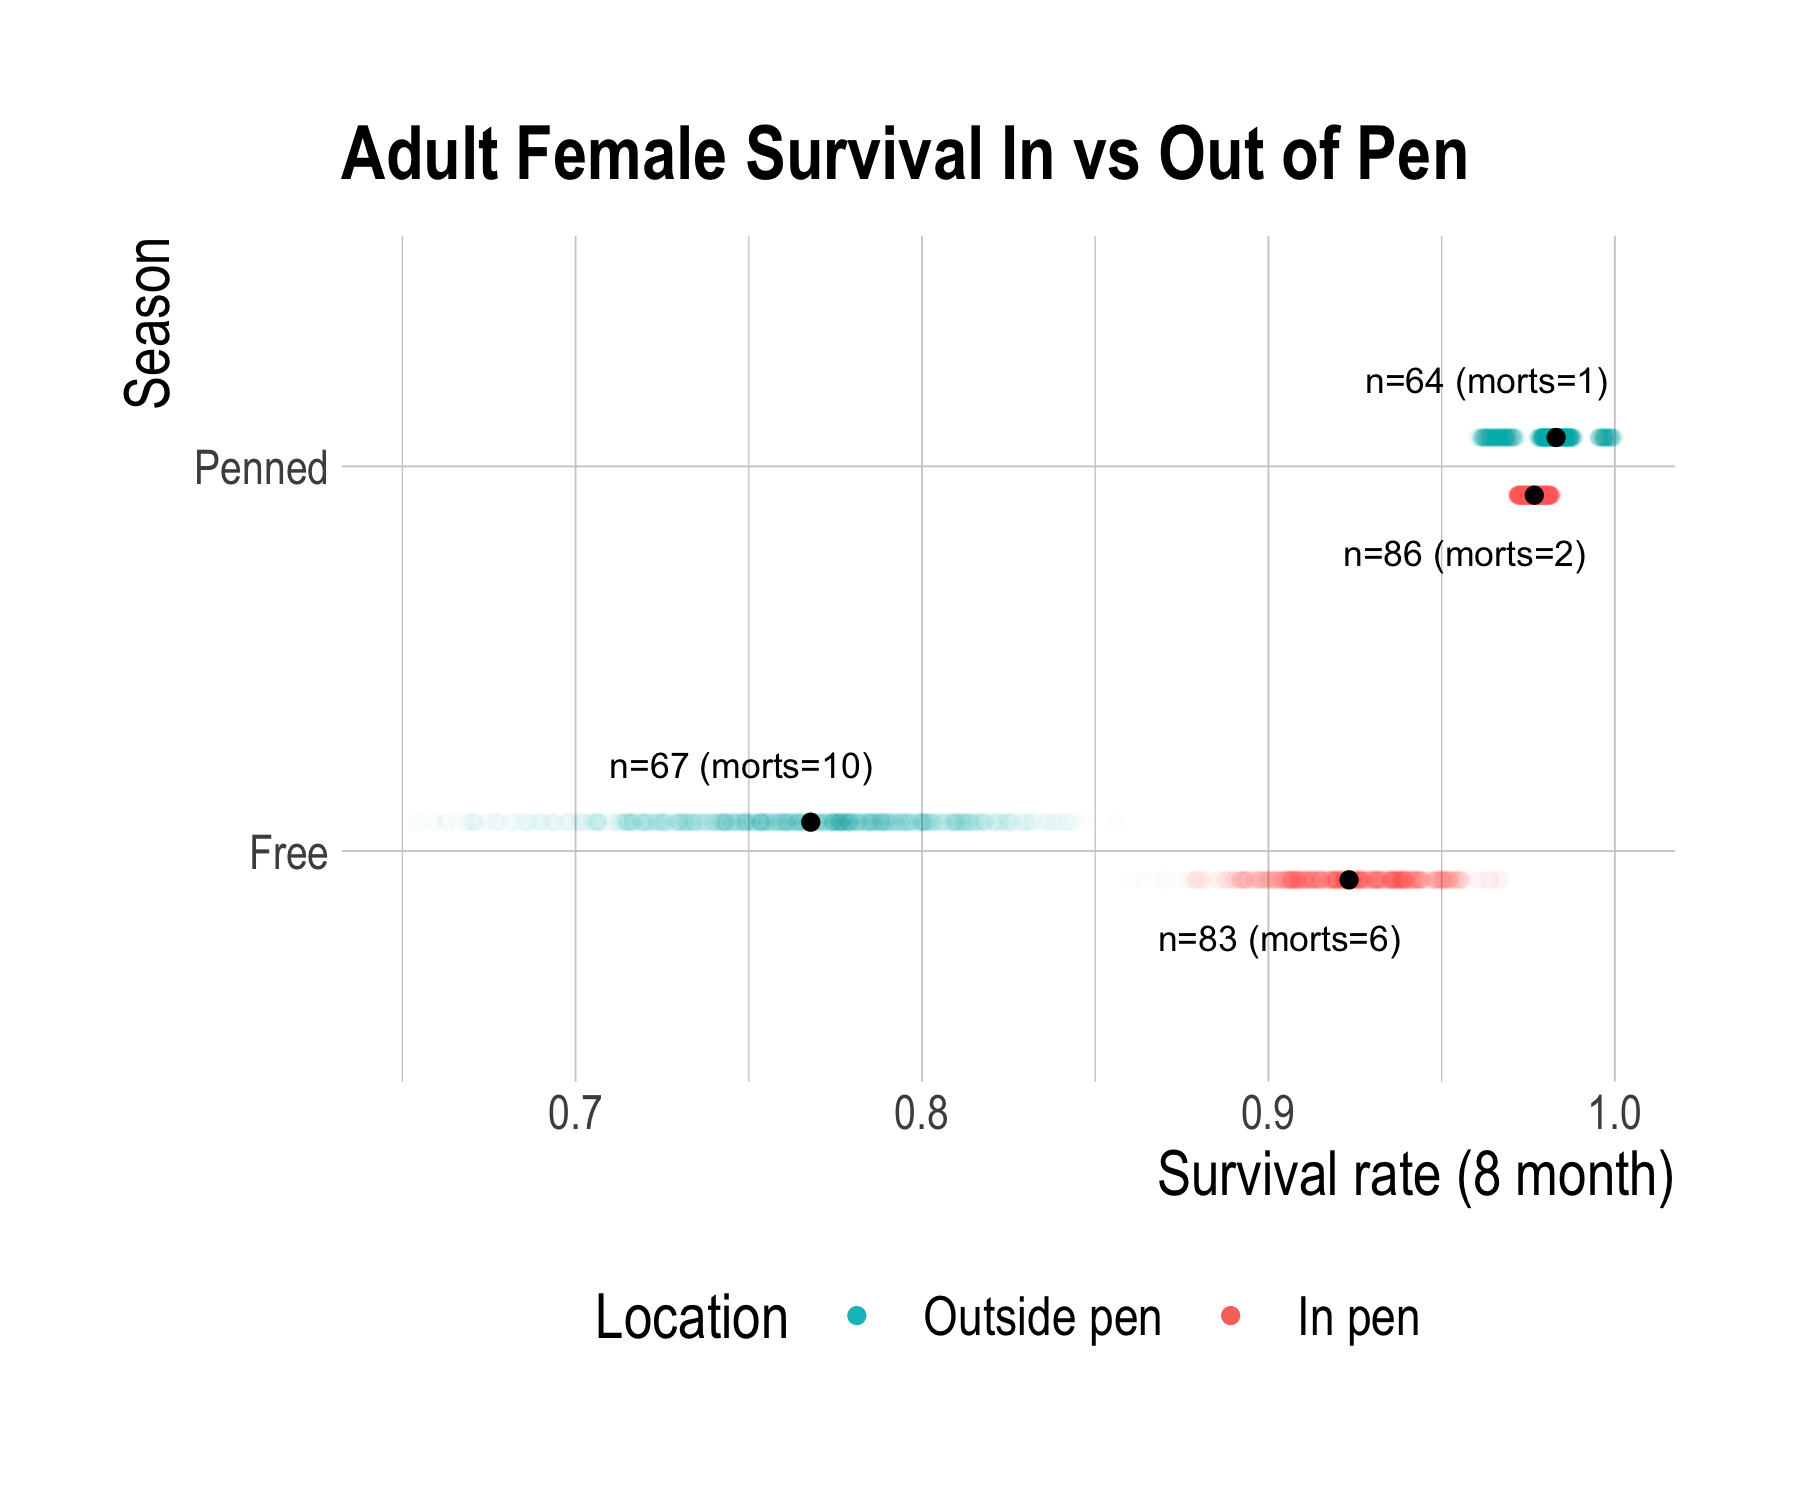 Adult Female Survival In vs Out of Pen
Season
n=64 (morts=1)
Penned
n=86 (morts=2)
n=67 (morts=10)
Free
n=83 (morts=6)
0.7 0.8 0.9 1.0
Survival rate (8 month)
Location Outside pen In pen